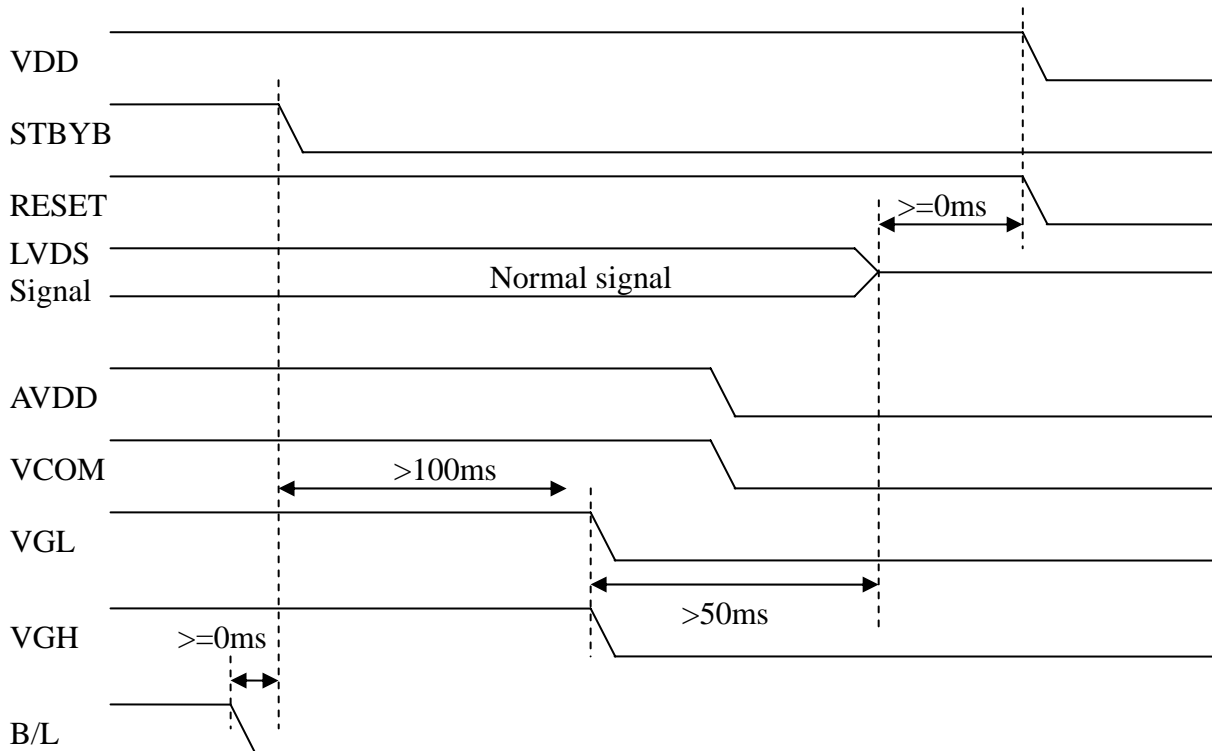 VDD
STBYB
RESET
>=0ms
LVDS
Signal
Normal signal
AVDD
VCOM
>100ms
VGL
>50ms
VGH
>=0ms
B/L